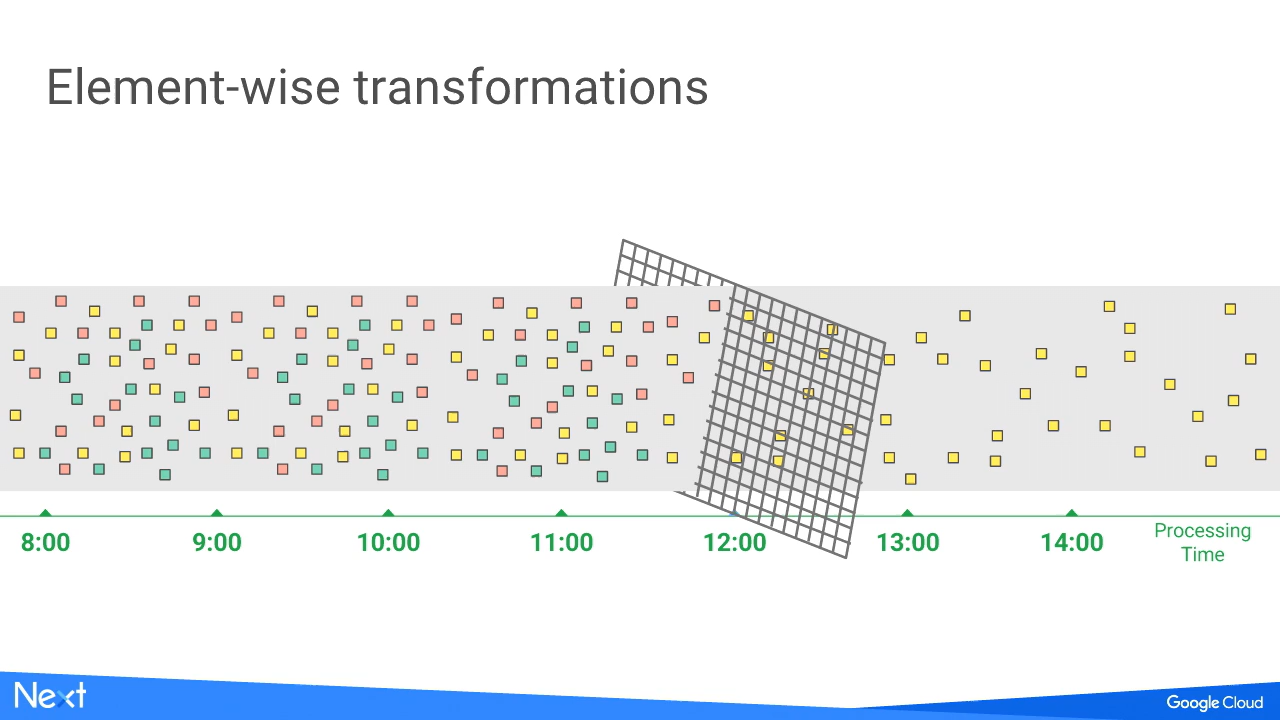 Element-wise transformations
8:00 9:00 10:00 11:00 12:00 13:00 14:00 Processing
Time
Next
Google Cloud